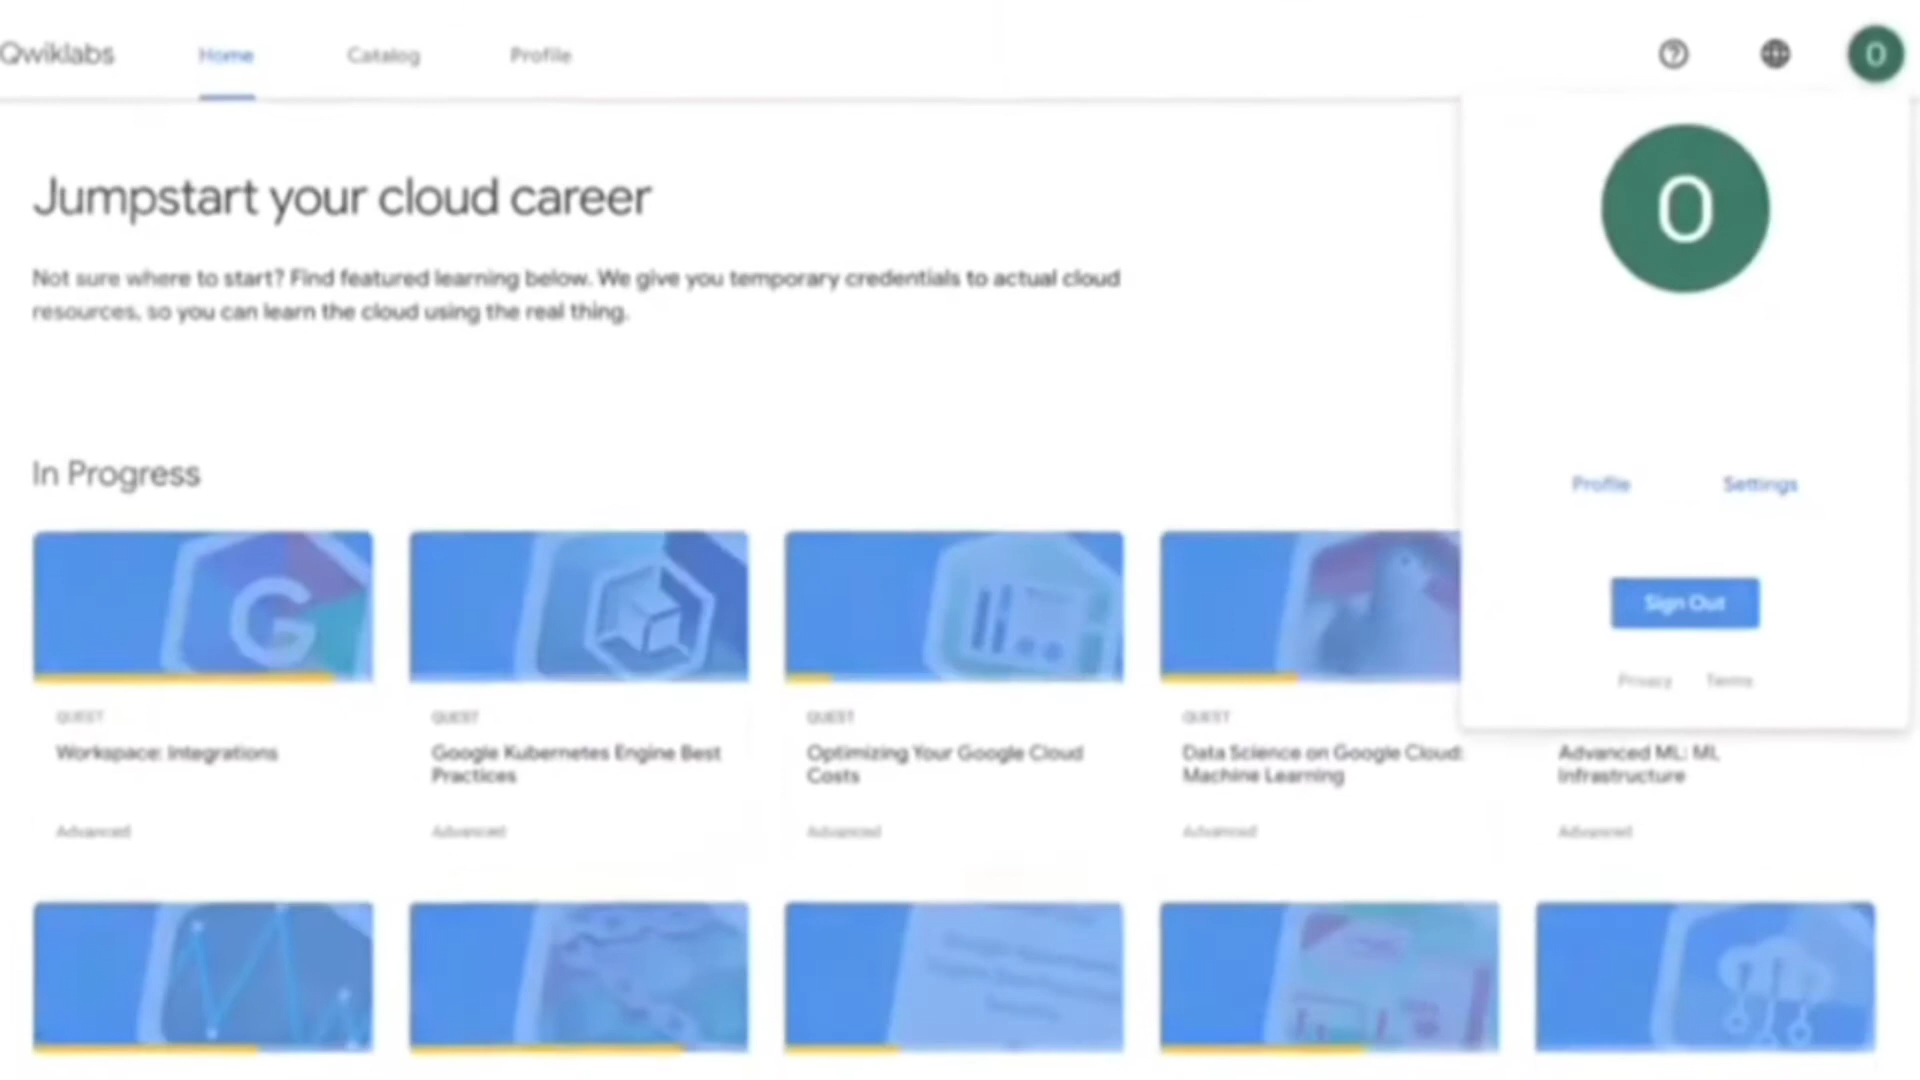 Qwiklabs
Home
Catalog
Profile
0
Jumpstart your cloud career
Not sure where to start? Find featured learning below. We give you temporary credentials to actual cloud
resources, so you can learn the cloud using the real thing.
0
Profile
Settings
Sign Out
Privacy
Terms
In Progress
G
QUEST
Workspace: Integrations
Advanced
QUEST
Google Kubernetes Engine Best
Practices
Advanced
QUEST
Optimizing Your Google Cloud
Costs
Advanced
QUEST
Data Science on Google Cloud:
Machine Learning
Advanced
Advanced ML: ML
Infrastructure
Advanced